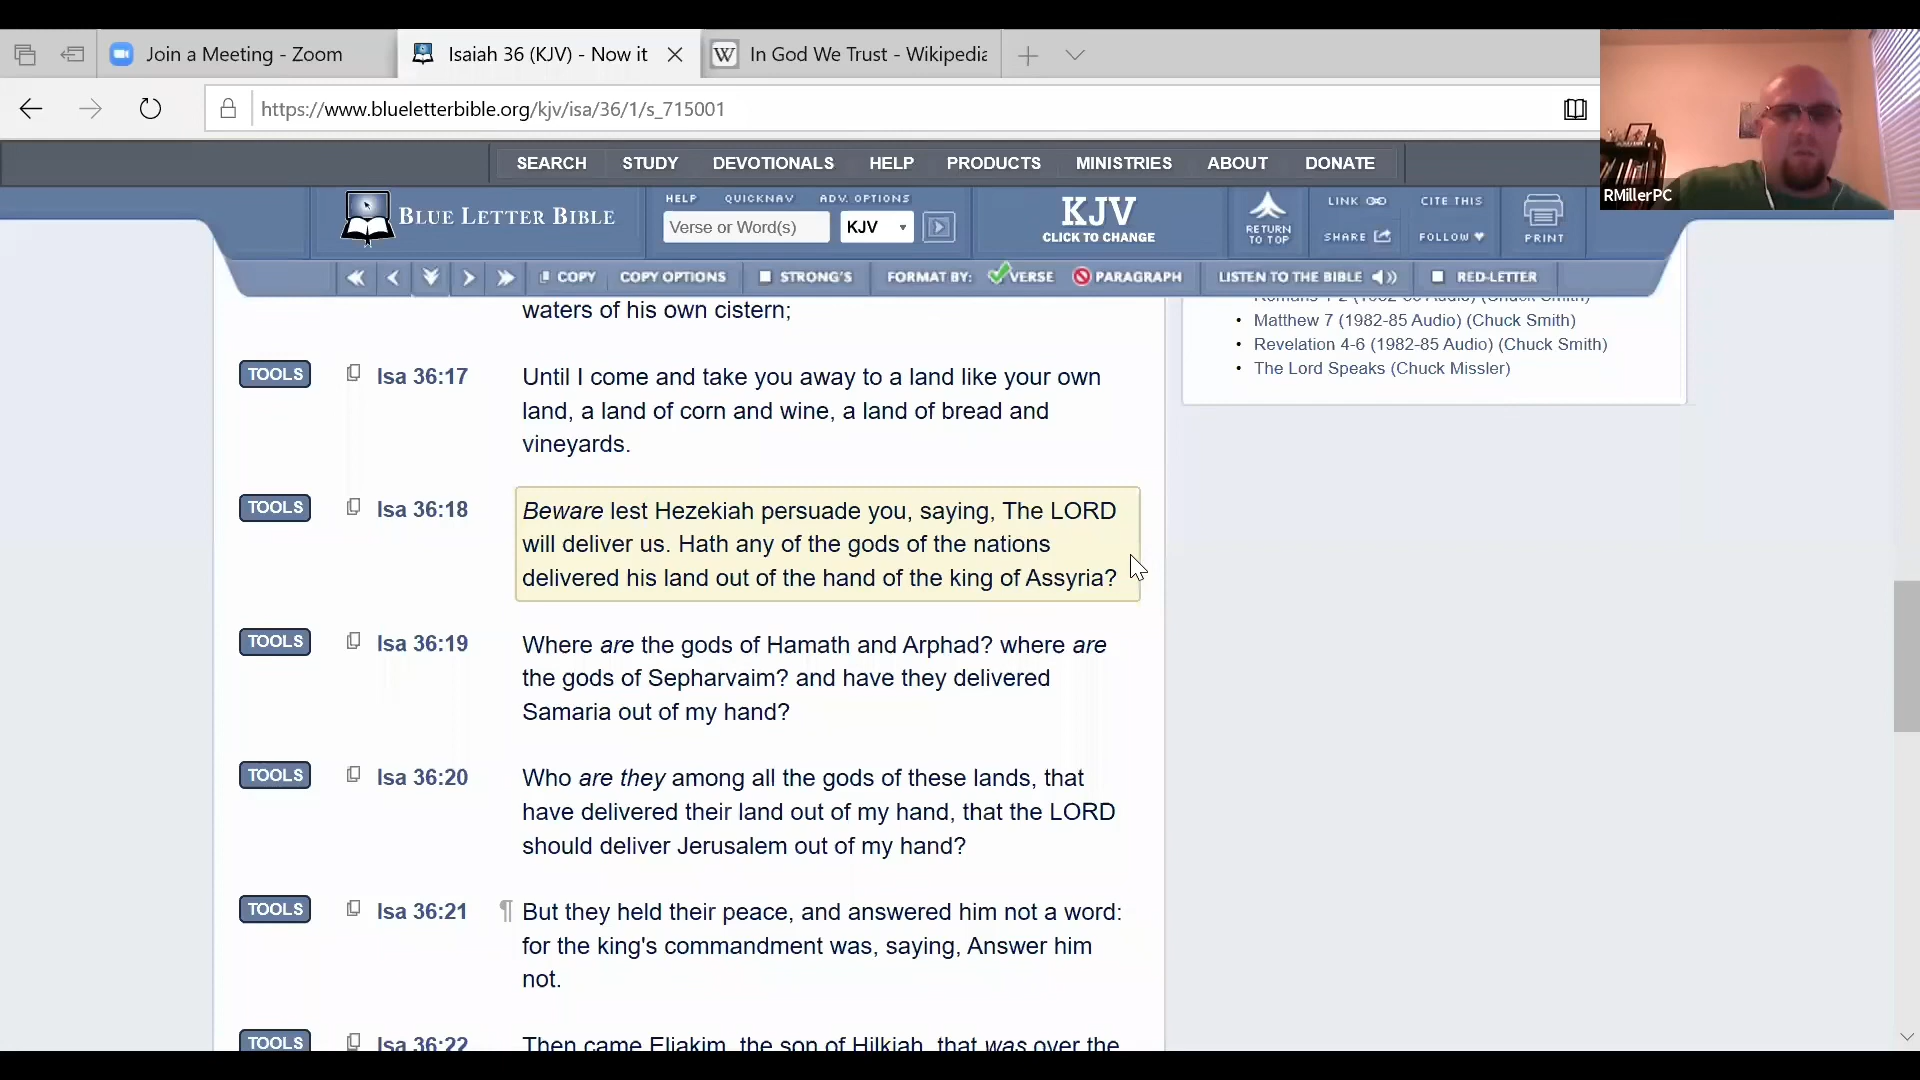 Join a Meeting - Zoom
Isaiah 36 (KJV) - Now it
In God We Trust - Wikipedia
https://www.blueletterbible.org/kjv/isa/36/1/s_715001
RMillerPC
SEARCH STUDY DEVOTIONALS HELP PRODUCTS MINISTRIES ABOUT DONATE
BLUE LETTER BIBLE
HELP QUICKNAV ADV. OPTIONS
Verse or Word(s) KJV
KJV
CLICK TO CHANGE
RETURN
TO TOP
LINK CITE THIS
SHARE FOLLOW
PRINT
COPY COPY OPTIONS STRONG'S FORMAT BY: VERSE PARAGRAPH LISTEN TO THE BIBLE RED-LETTER
waters of his own cistern;
TOOLS Isa 36:17 Until I come and take you away to a land like your own
land, a land of corn and wine, a land of bread and
vineyards.
TOOLS Isa 36:18 Beware lest Hezekiah persuade you, saying, The LORD
will deliver us. Hath any of the gods of the nations
delivered his land out of the hand of the king of Assyria?
TOOLS Isa 36:19 Where are the gods of Hamath and Arphad? where are
the gods of Sepharvaim? and have they delivered
Samaria out of my hand?
TOOLS Isa 36:20 Who are they among all the gods of these lands, that
have delivered their land out of my hand, that the LORD
should deliver Jerusalem out of my hand?
TOOLS Isa 36:21 ¶ But they held their peace, and answered him not a word:
for the king's commandment was, saying, Answer him
not.
TOOLS Isa 36:22 Then came Eliakim, the son of Hilkiah, that was over the
• Matthew 7 (1982-85 Audio) (Chuck Smith)
• Revelation 4-6 (1982-85 Audio) (Chuck Smith)
• The Lord Speaks (Chuck Missler)